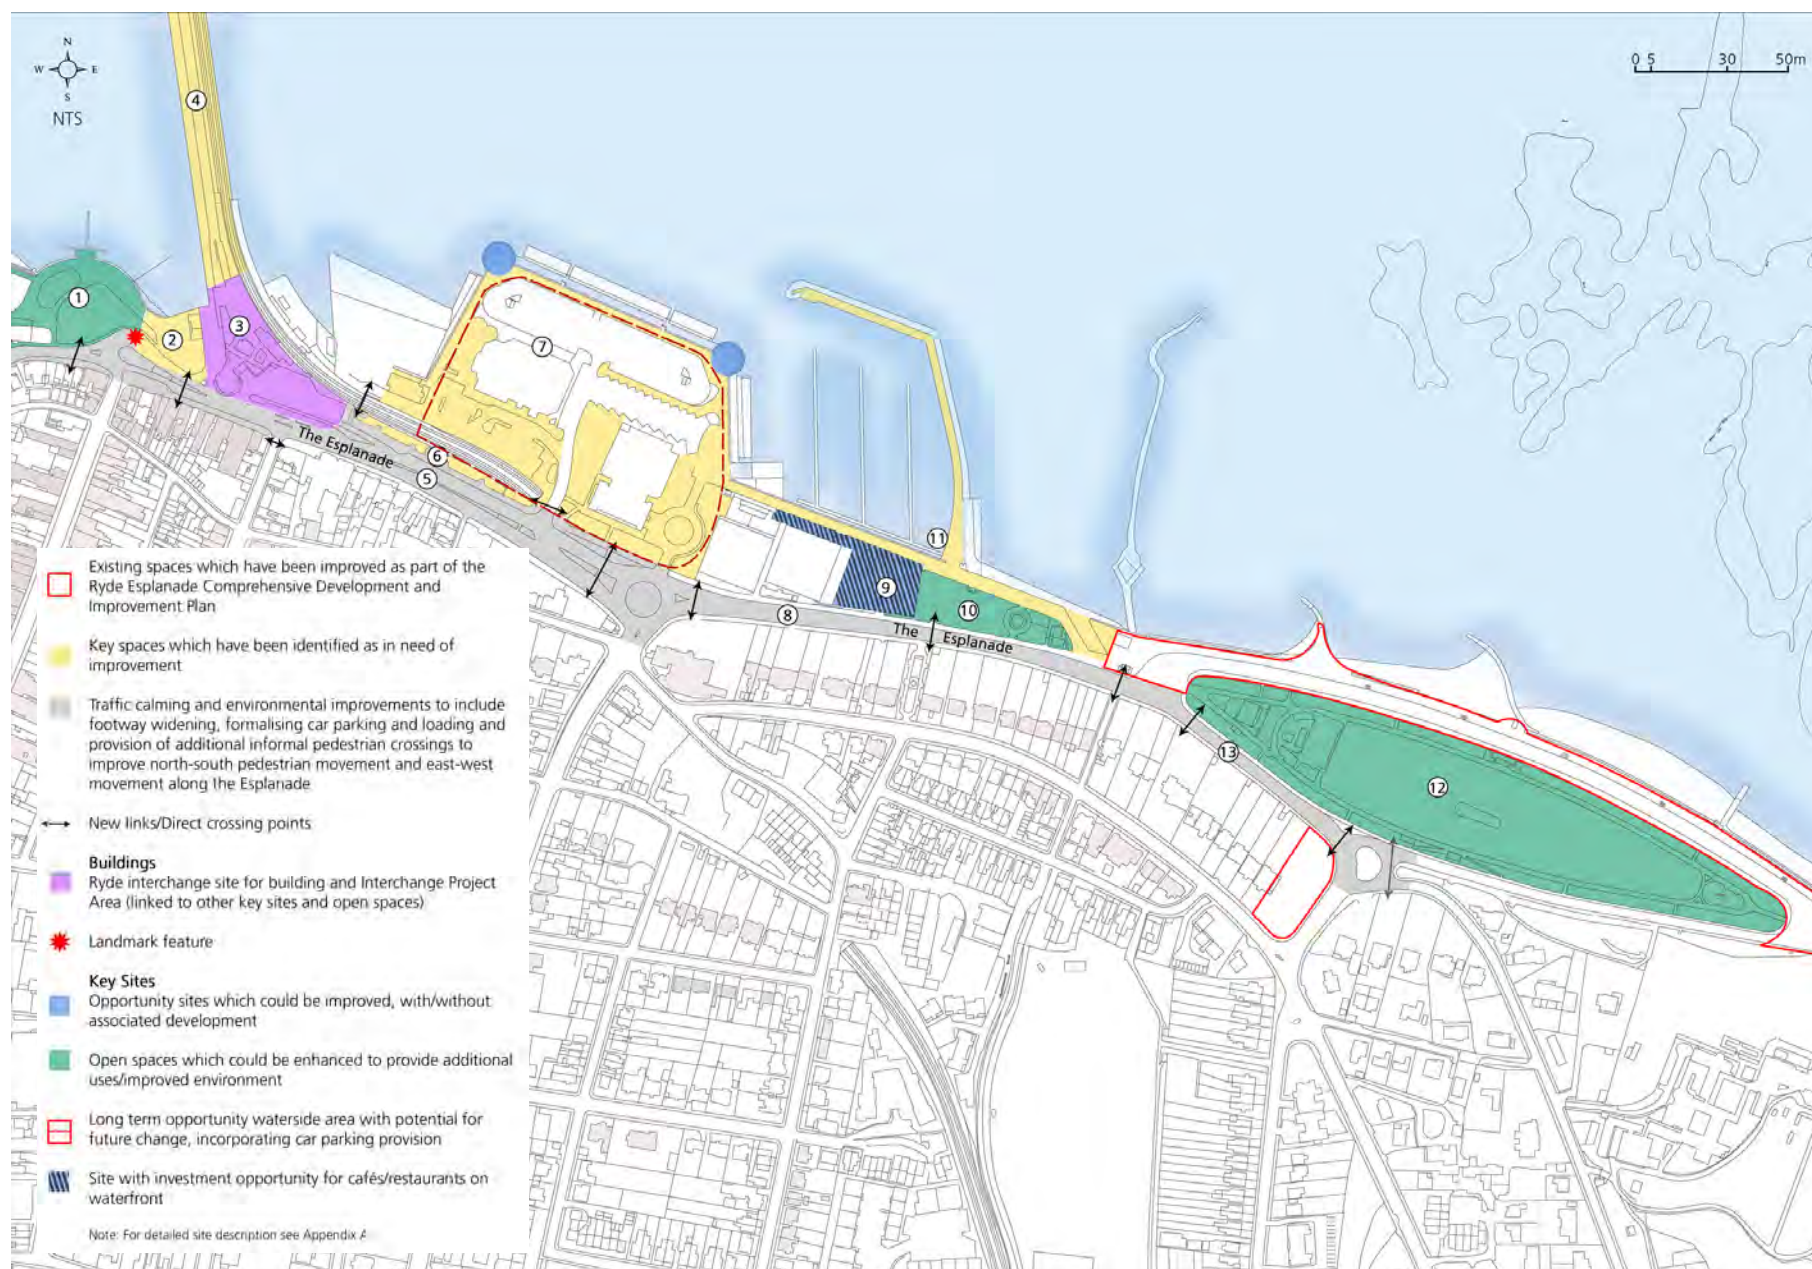 N
W E
S
NTS
0 5 30 50m
1
2
3
4
5
6
7
8
9
10
11
12
13
The Esplanade
The Esplanade
Existing spaces which have been improved as part of the
Ryde Esplanade Comprehensive Development and
Improvement Plan
Key spaces which have been identified as in need of
improvement
Traffic calming and environmental improvements to include
footway widening, formalising car parking and loading and
provision of additional informal pedestrian crossings to
improve north-south pedestrian movement and east-west
movement along the Esplanade
New links/Direct crossing points
Buildings
Ryde interchange site for building and Interchange Project
Area (linked to other key sites and open spaces)
Landmark feature
Key Sites
Opportunity sites which could be improved, with/without
associated development
Open spaces which could be enhanced to provide additional
uses/improved environment
Long term opportunity waterside area with potential for
future change, incorporating car parking provision
Site with investment opportunity for cafés/restaurants on
waterfront
Note: For detailed site description see Appendix A